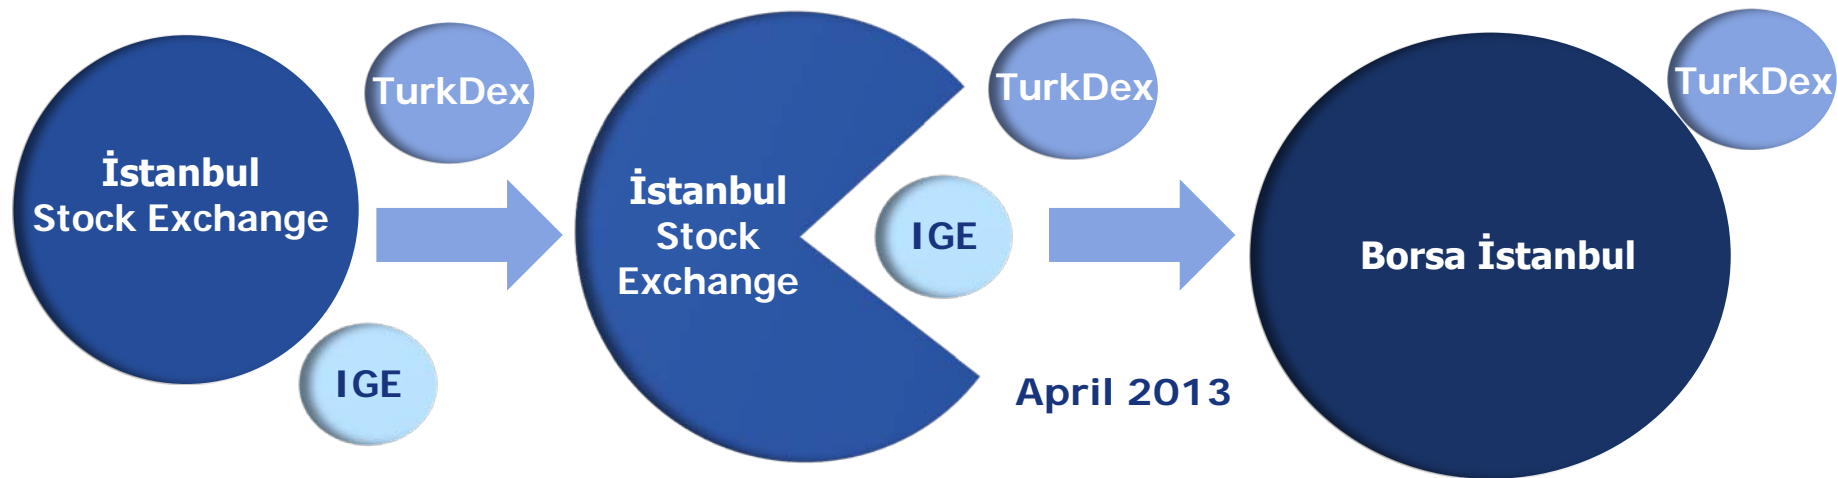 İstanbul
Stock Exchange
TurkDex
IGE
İstanbul
Stock
Exchange
TurkDex
IGE
April 2013
Borsa İstanbul
TurkDex